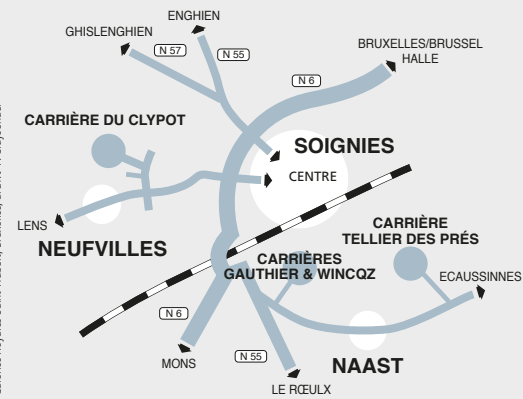 ENGHIEN
GHISLENGHIEN
N 57
N 55
BRUXELLES/BRUSSEL
HALLE
N 6
CARRIÈRE DU CLYPOT
SOIGNIES
CENTRE
LENS
NEUFVILLES
CARRIÈRE
TELLIER DES PRÉS
CARRIÈRES
GAUTHIER & WINCQZ
ECAUSSINNES
N 6
MONS
N 55
NAAST
LE RŒULX